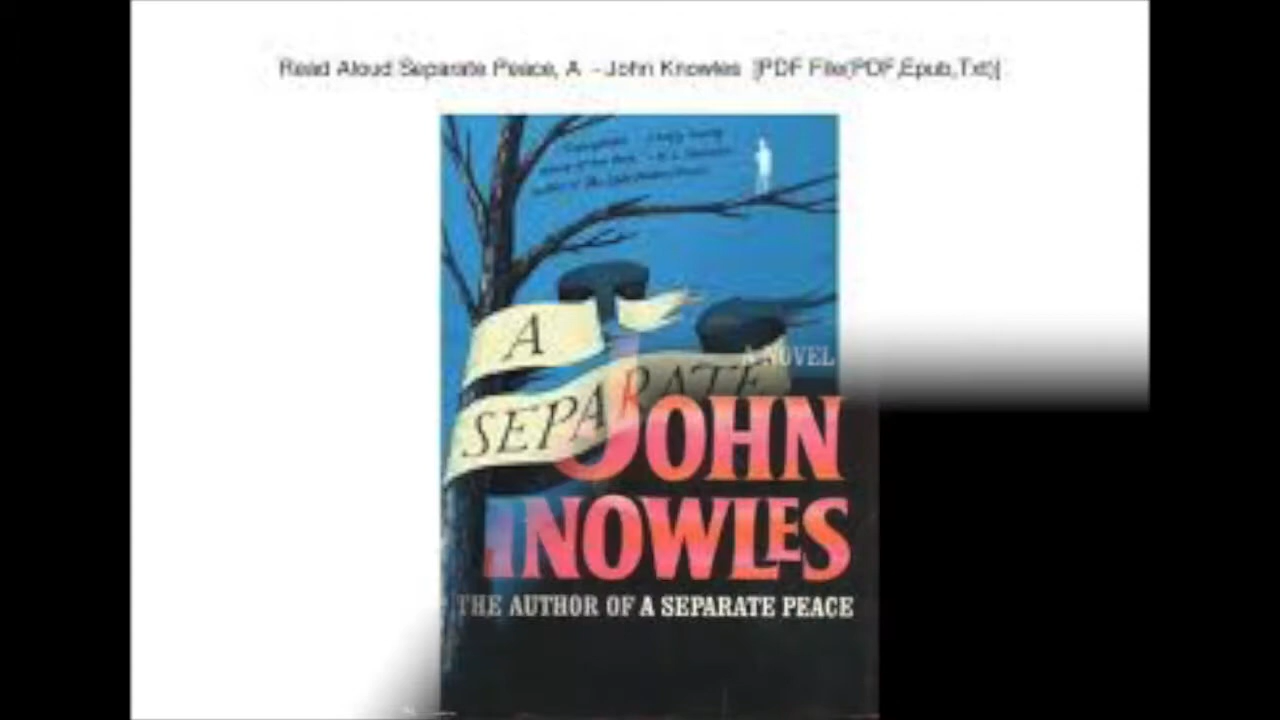 Read Aloud Separate Peace, A - John Knowles [PDF File(PDF,Epub,Txt)]
A
SEPARATE
A NOVEL
JOHN
KNOWLES
THE AUTHOR OF A SEPARATE PEACE